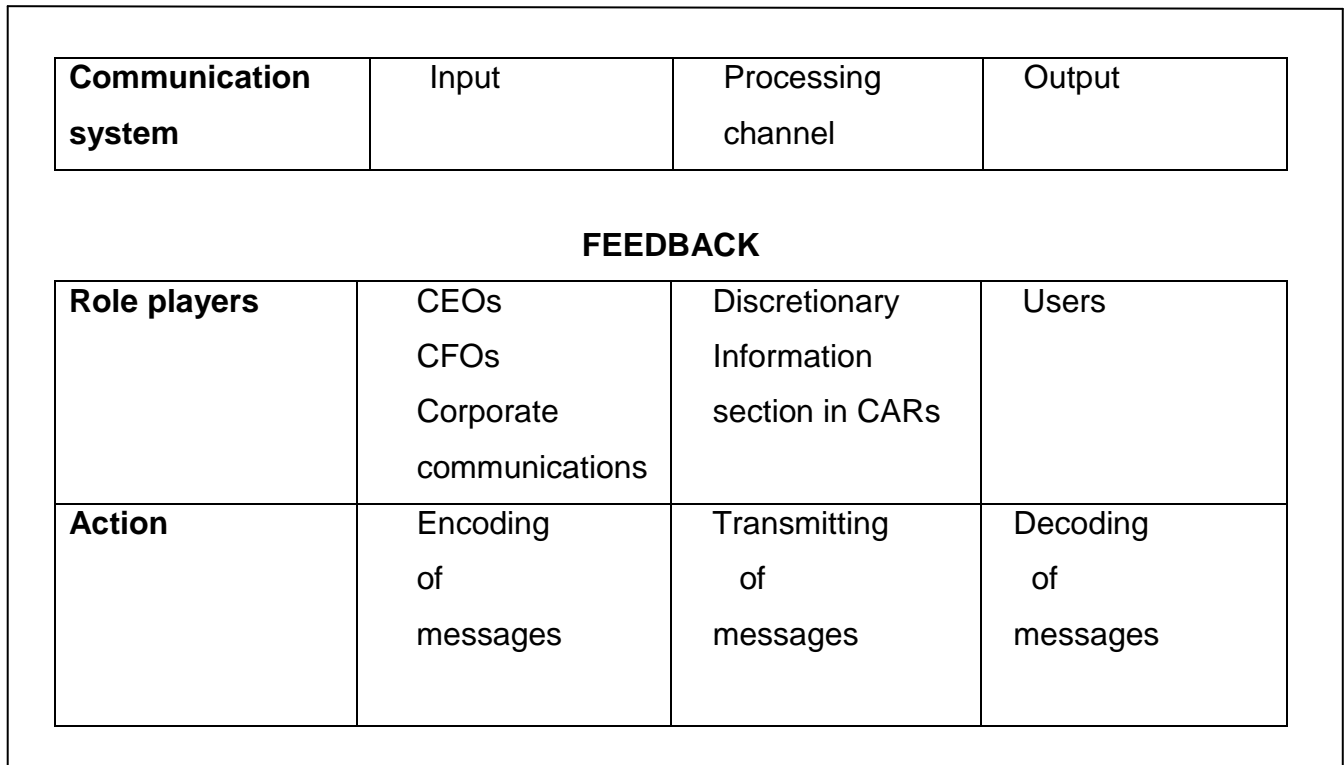 Communication Input Processing Output
system channel
FEEDBACK
Role players CEOs Discretionary Users
CFOs Information
Corporate section in CARs
communications
Action Encoding Transmitting Decoding
of of of
messages messages messages